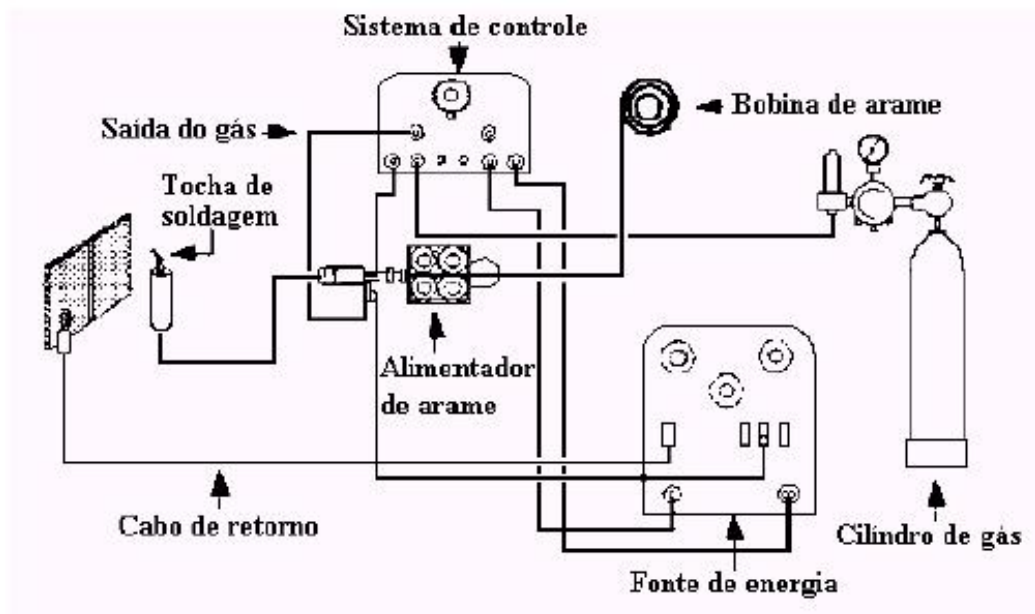 Sistema de controle
Bobina de arame
Saída do gás
Tocha de
soldagem
Alimentador
de arame
Cabo de retorno
Cilíndro de gás
Fonte de energia